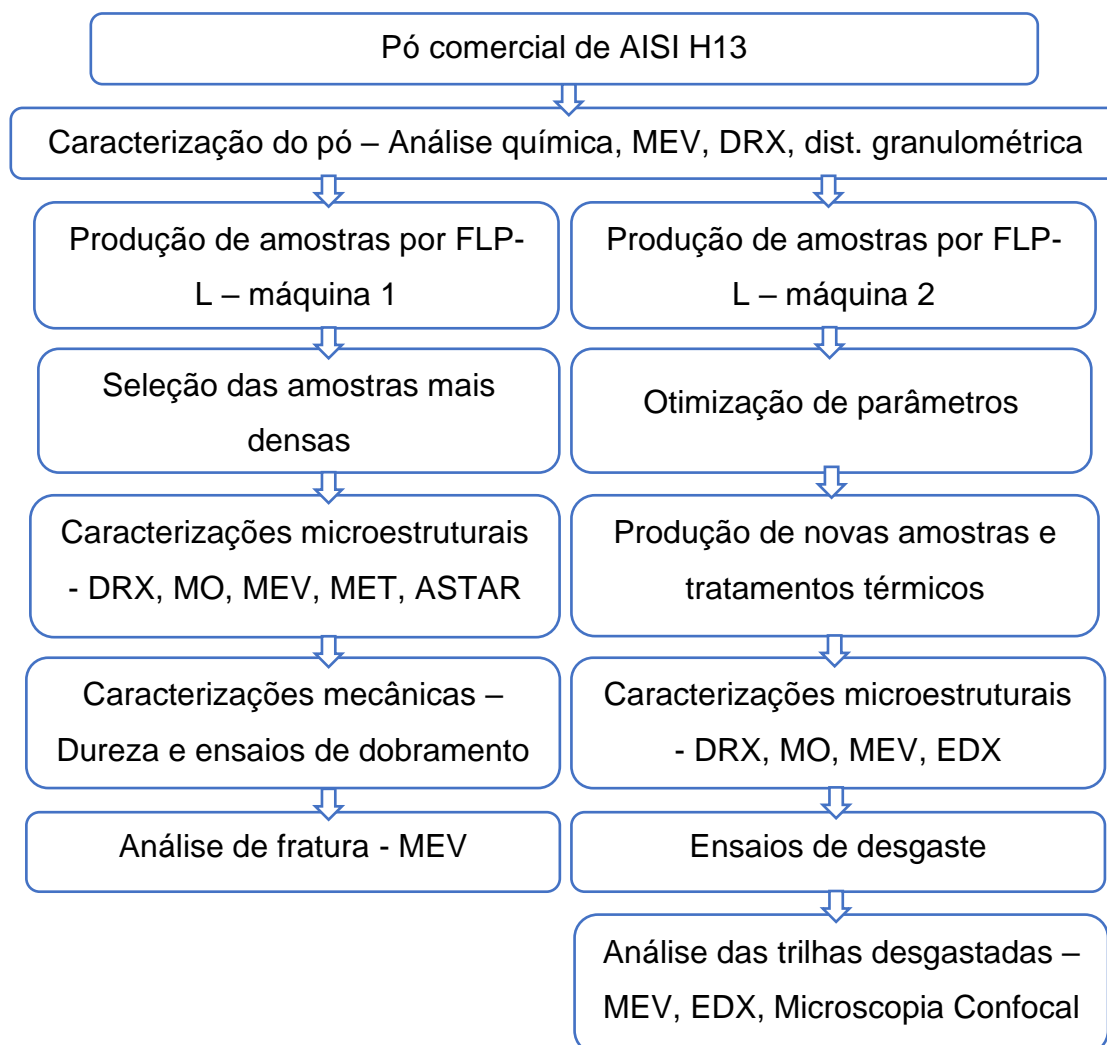 Pó comercial de AISI H13
Caracterização do pó – Análise química, MEV, DRX, dist. granulométrica
Produção de amostras por FLP-
L – máquina 1
Produção de amostras por FLP-
L – máquina 2
Seleção das amostras mais
densas
Otimização de parâmetros
Caracterizações microestruturais
- DRX, MO, MEV, MET, ASTAR
Produção de novas amostras e
tratamentos térmicos
Caracterizações mecânicas –
Dureza e ensaios de dobramento
Caracterizações microestruturais
- DRX, MO, MEV, EDX
Análise de fratura - MEV
Ensaios de desgaste
Análise das trilhas desgastadas –
MEV, EDX, Microscopia Confocal